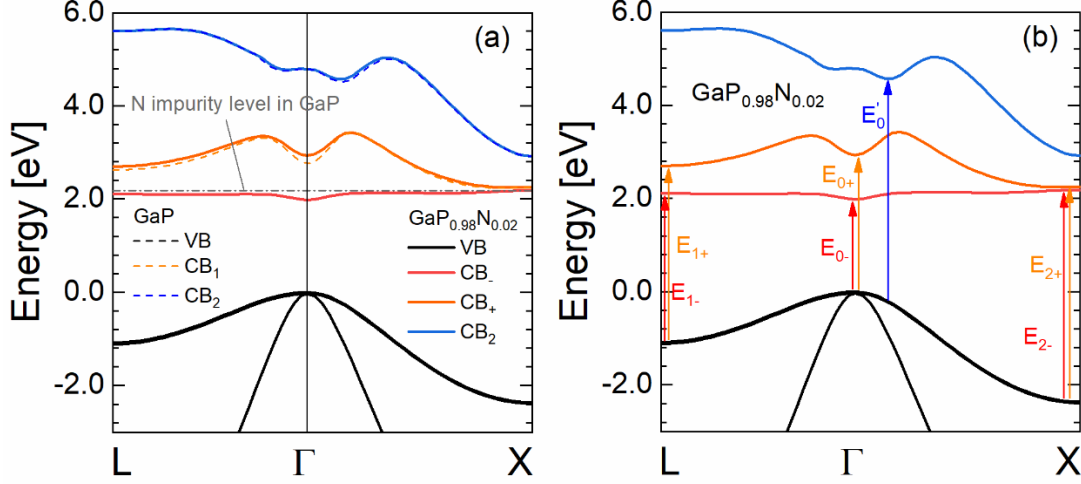 Energy [eV]
6.0
4.0
2.0
0.0
-2.0
(a)
N impurity level in GaP
GaP
VB
CB₁
CB₂
GaP₀.₉₈N₀.₀₂
VB
CB₋
CB₊
CB₂
L
Γ
X
Energy [eV]
6.0
4.0
2.0
0.0
-2.0
(b)
GaP₀.₉₈N₀.₀₂
E₀'
E₀₊
E₀₋
E₁₊
E₁₋
E₂₊
E₂₋
L
Γ
X